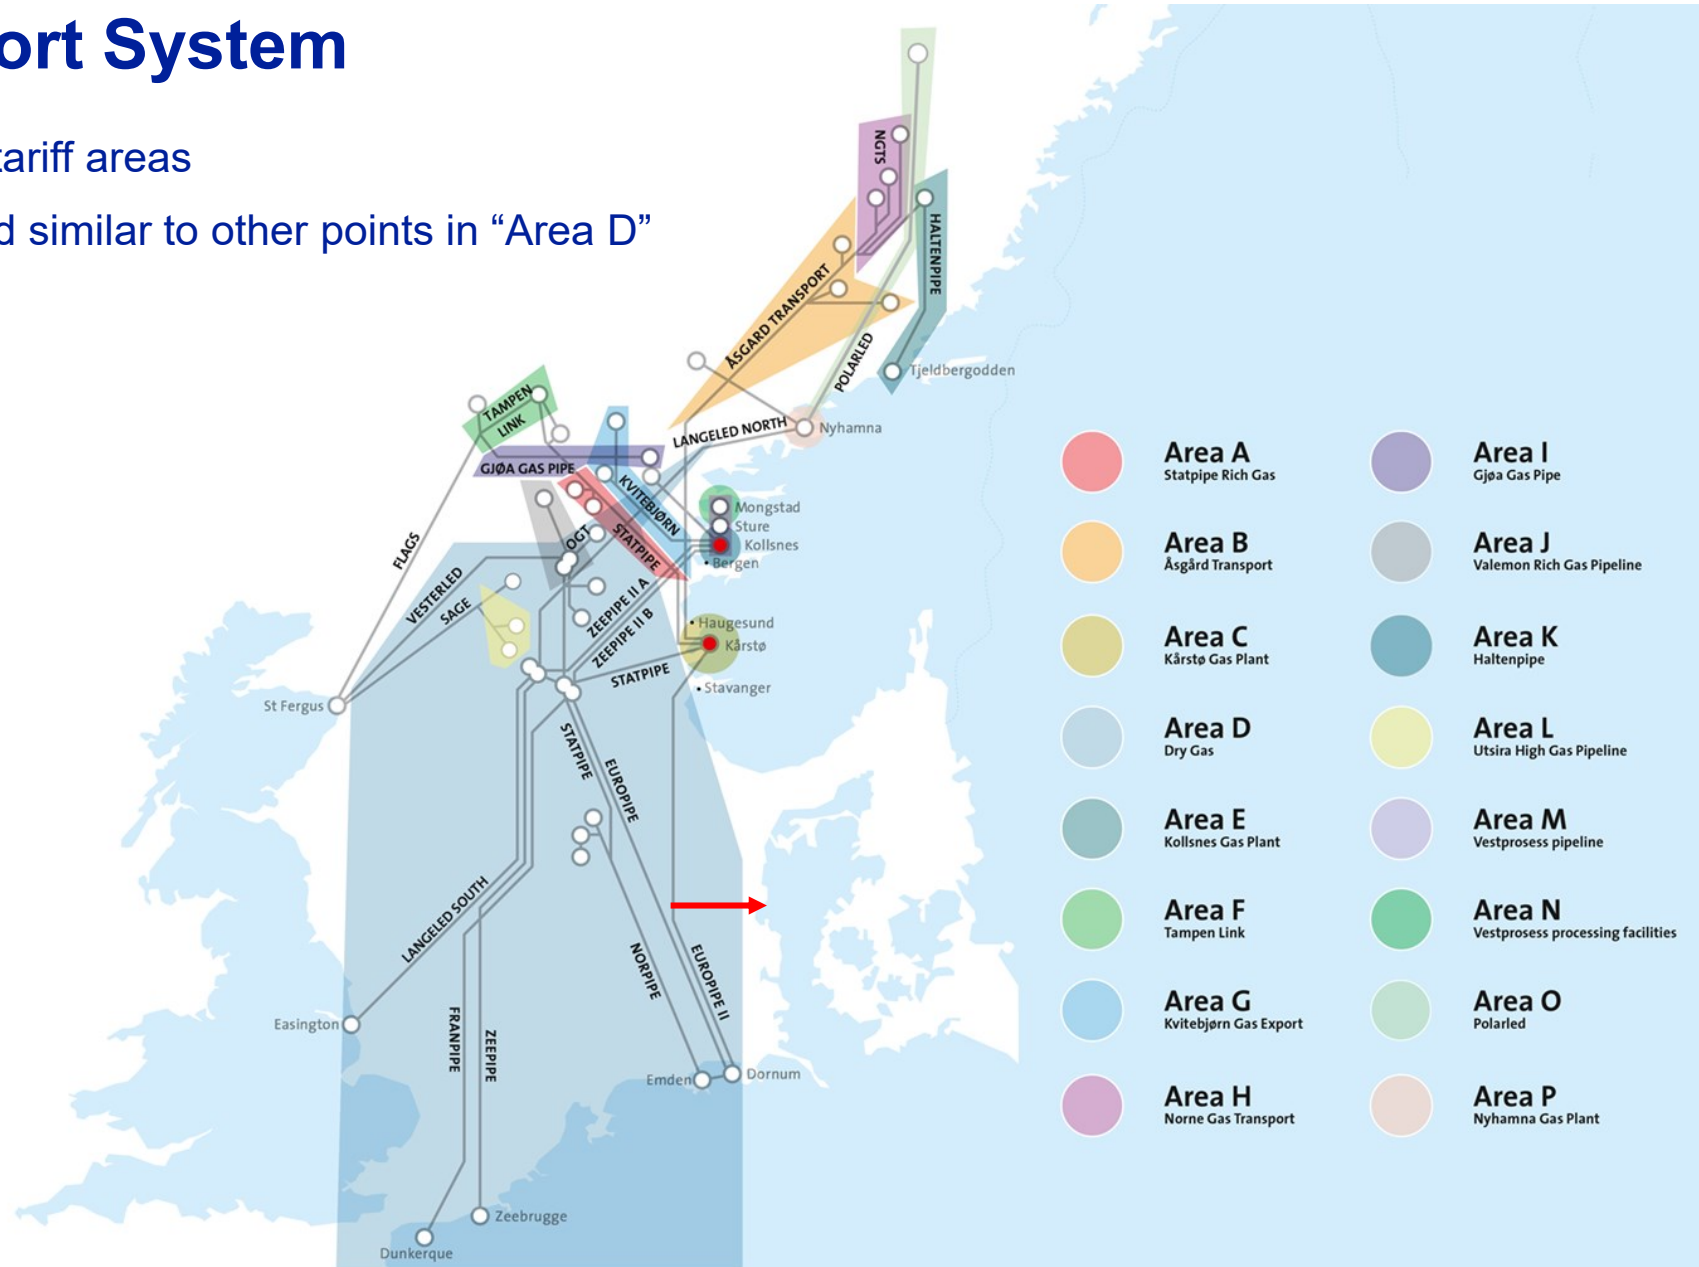 ort System
tariff areas
d similar to other points in “Area D”
NGTS
HALTENPIPE
ÅSGARD TRANSPORT
POLARLED
Tjeldbergodden
TAMPEN
LINK
LANGELED NORTH
Nyhamna
GJØA GAS PIPE
KVITEBJØRN
Mongstad
Sture
Kollsnes
Bergen
FLAGS
OGT
STATPIPE
VESTERLED
SAGE
ZEEPIPE II A
ZEEPIPE II B
Haugesund
Kårstø
STATPIPE
Stavanger
St Fergus
STATPIPE
EUROPIPE
LANGELED SOUTH
NORPIPE
EUROPIPE II
Easington
FRANPIPE
ZEEPIPE
Emden
Dornum
Zeebrugge
Dunkerque
Area A
Statpipe Rich Gas
Area B
Åsgård Transport
Area C
Kårstø Gas Plant
Area D
Dry Gas
Area E
Kollsnes Gas Plant
Area F
Tampen Link
Area G
Kvitebjørn Gas Export
Area H
Norne Gas Transport
Area I
Gjøa Gas Pipe
Area J
Valemon Rich Gas Pipeline
Area K
Haltenpipe
Area L
Utsira High Gas Pipeline
Area M
Vestprosess pipeline
Area N
Vestprosess processing facilities
Area O
Polarled
Area P
Nyhamna Gas Plant